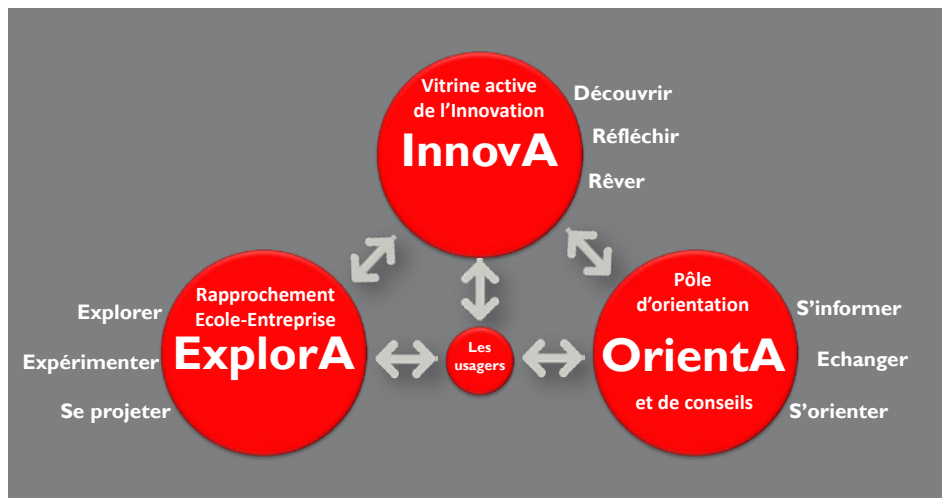 Vitrine active
de l'Innovation
InnovA
Découvrir
Réfléchir
Rêver
Rapprochement
Ecole-Entreprise
ExplorA
Explorer
Expérimenter
Se projeter
Les
usagers
Pôle
d'orientation
OrientA
et de conseils
S'informer
Echanger
S'orienter